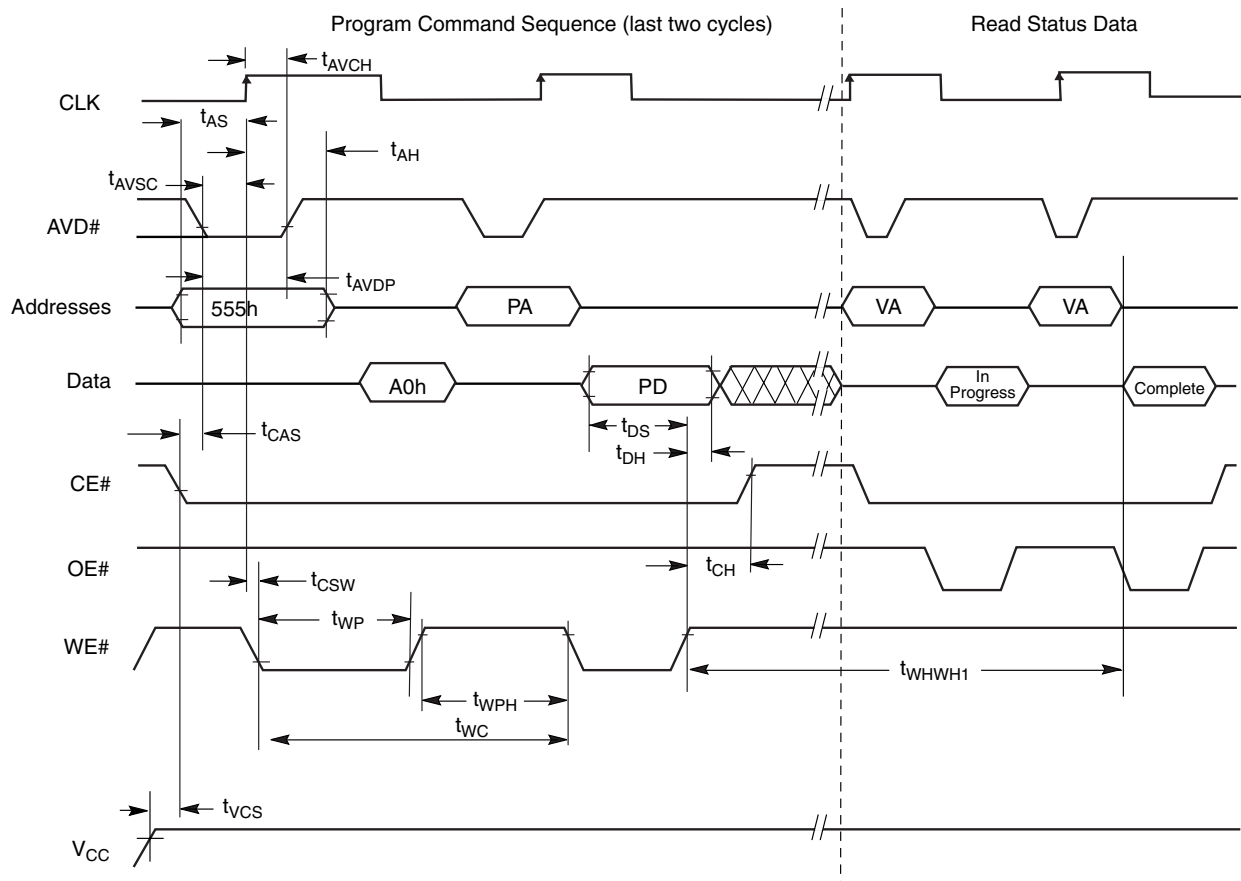 Program Command Sequence (last two cycles)
Read Status Data
tAVCH
CLK
tAS
tAH
tAVSC
AVD#
tAVDP
Addresses
555h
PA
VA
VA
Data
A0h
PD
In
Progress
Complete
tCAS
tDS
tDH
CE#
OE#
tCSW
tCH
tWP
WE#
tWHWH1
tWPH
tWC
tVCS
VCC